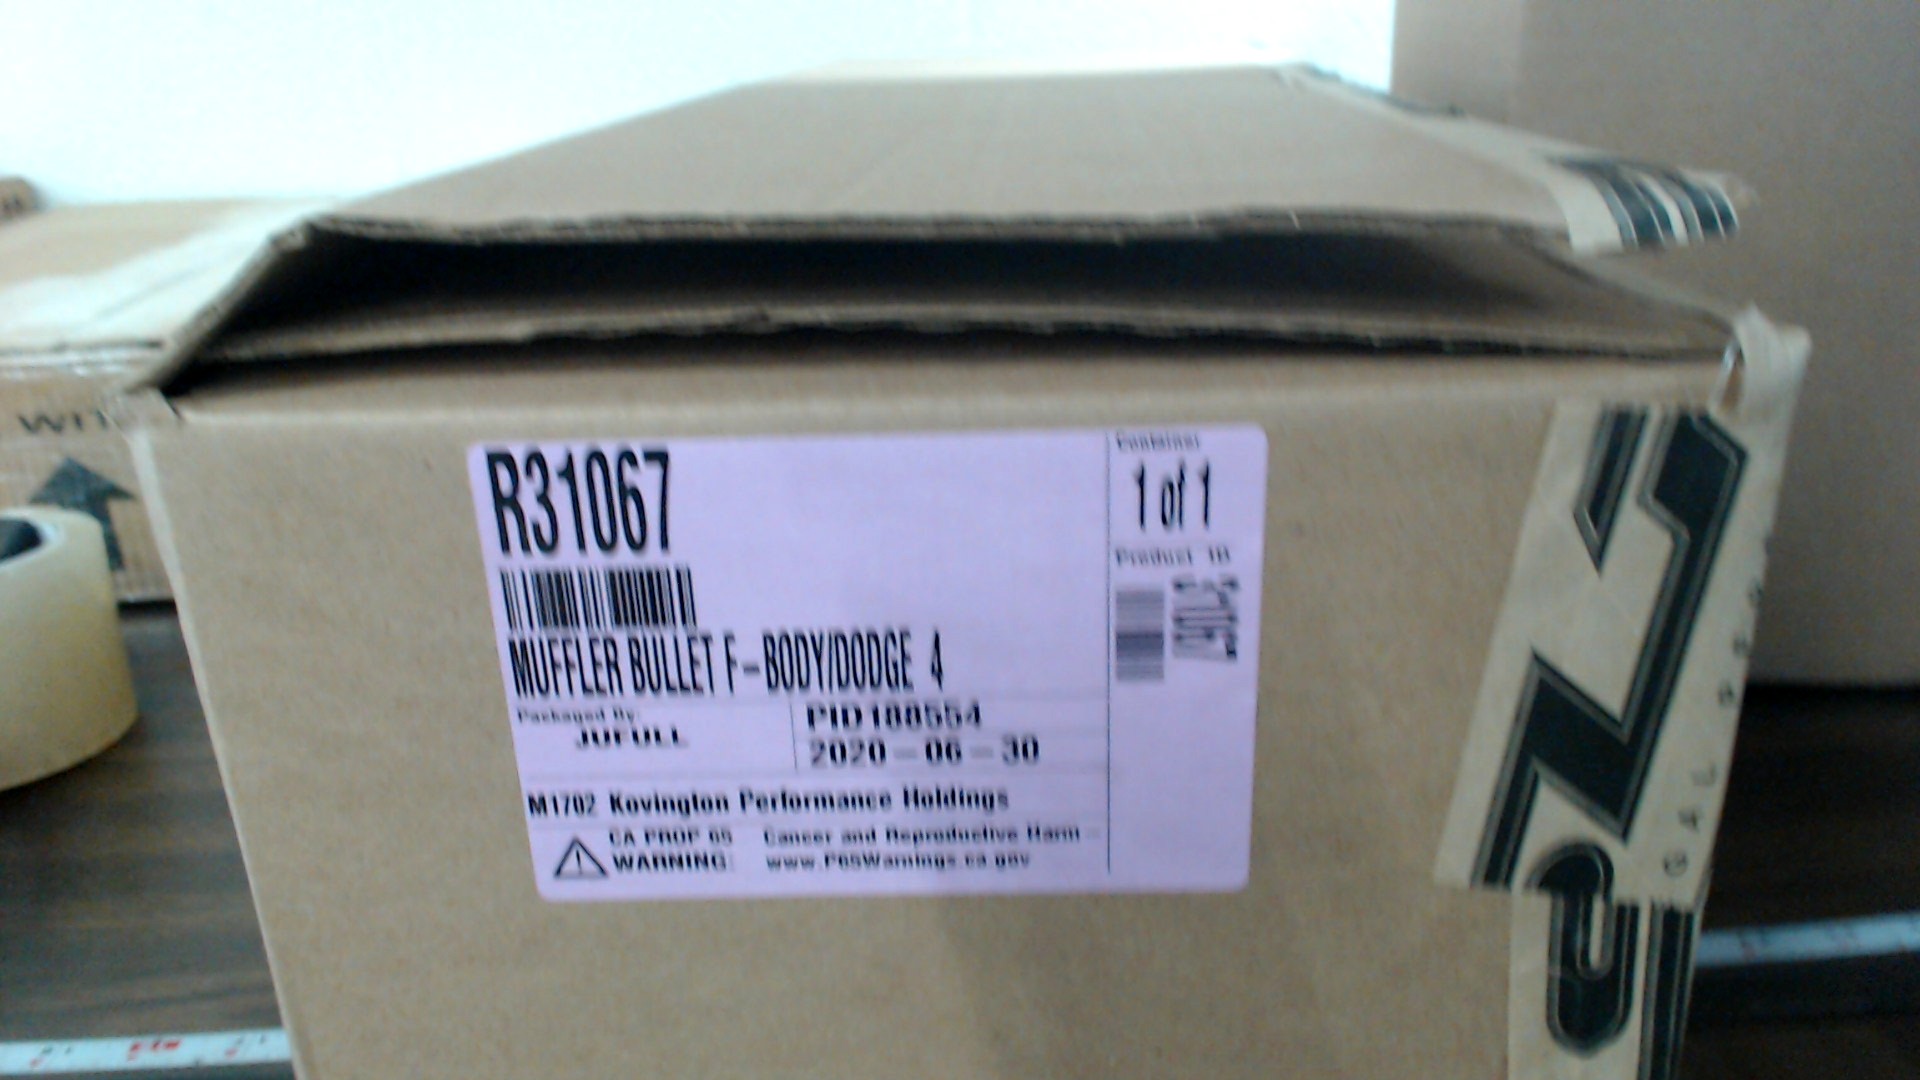 R31067
Container
1 of 1
Product ID
MUFFLER BULLET F-BODY/DODGE 4
Packaged By:
JUFULL
PID188554
2020-06-30
M1702 Kovington Performance Holdings
CA PROP 65
WARNING:
Cancer and Reproductive Harm -
www.P65Warnings.ca.gov